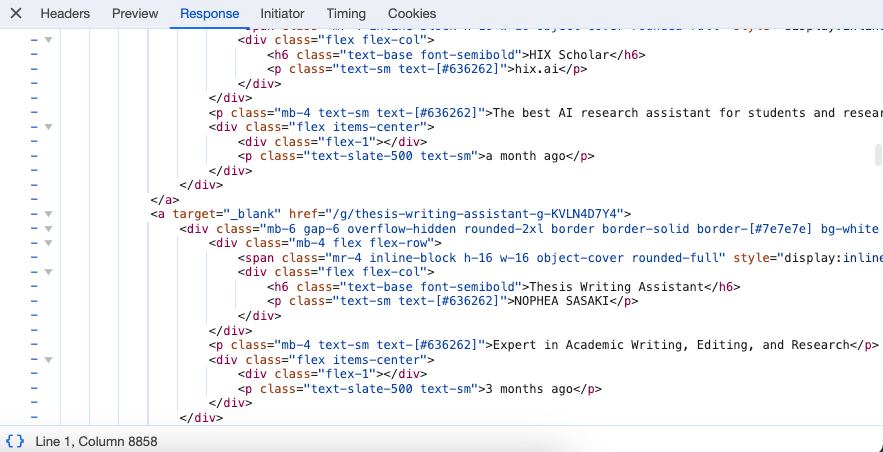 Headers Preview Response Initiator Timing Cookies
<div class="flex flex-col">
<h6 class="text-base font-semibold">HIX Scholar</h6>
<p class="text-sm text-[#636262]">hix.ai</p>
</div>
</div>
<p class="mb-4 text-sm text-[#636262]">The best AI research assistant for students and resear
<div class="flex items-center">
<div class="flex-1"></div>
<p class="text-slate-500 text-sm">a month ago</p>
</div>
</div>
</a>
<a target="_blank" href="/g/thesis-writing-assistant-g-KVLN4D7Y4">
<div class="mb-6 gap-6 overflow-hidden rounded-2xl border border-solid border-[#7e7e7e] bg-white
<div class="mb-4 flex flex-row">
<span class="mr-4 inline-block h-16 w-16 object-cover rounded-full" style="display:inline
<div class="flex flex-col">
<h6 class="text-base font-semibold">Thesis Writing Assistant</h6>
<p class="text-sm text-[#636262]">NOPHEA SASAKI</p>
</div>
</div>
<p class="mb-4 text-sm text-[#636262]">Expert in Academic Writing, Editing, and Research</p>
<div class="flex items-center">
<div class="flex-1"></div>
<p class="text-slate-500 text-sm">3 months ago</p>
</div>
</div>
{} Line 1, Column 8858